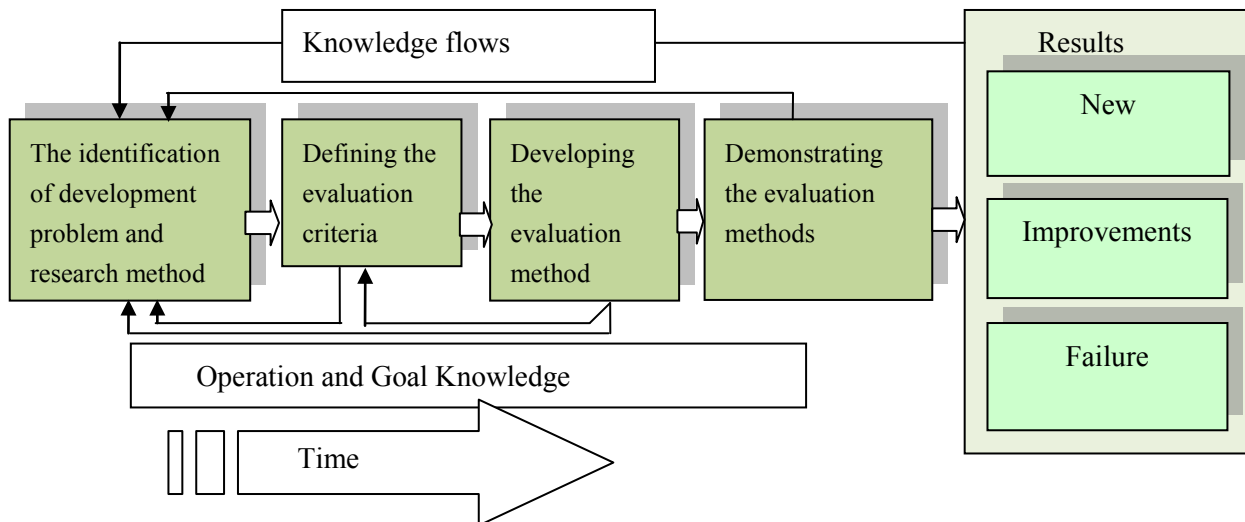 Knowledge flows
Results
The identification
of development
problem and
research method
Defining the
evaluation
criteria
Developing
the
evaluation
method
Demonstrating
the evaluation
methods
New
Improvements
Failure
Operation and Goal Knowledge
Time